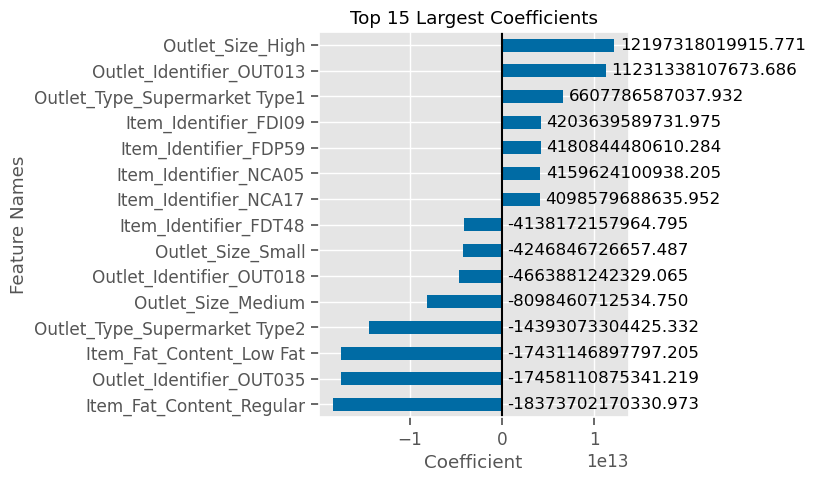 Top 15 Largest Coefficients
Outlet_Size_High 12197318019915.771
Outlet_Identifier_OUT013 11231338107673.686
Outlet_Type_Supermarket Type1 6607786587037.932
Item_Identifier_FDI09 4203639589731.975
Item_Identifier_FDP59 4180844480610.284
Item_Identifier_NCA05 4159624100938.205
Item_Identifier_NCA17 4098579688635.952
Item_Identifier_FDT48 -4138172157964.795
Outlet_Size_Small -4246846726657.487
Outlet_Identifier_OUT018 -4663881242329.065
Outlet_Size_Medium -8098460712534.750
Outlet_Type_Supermarket Type2 -14393073304425.332
Item_Fat_Content_Low Fat -17431146897797.205
Outlet_Identifier_OUT035 -17458110875341.219
Item_Fat_Content_Regular -18373702170330.973
Feature Names
−1 0 1
Coefficient 1e13